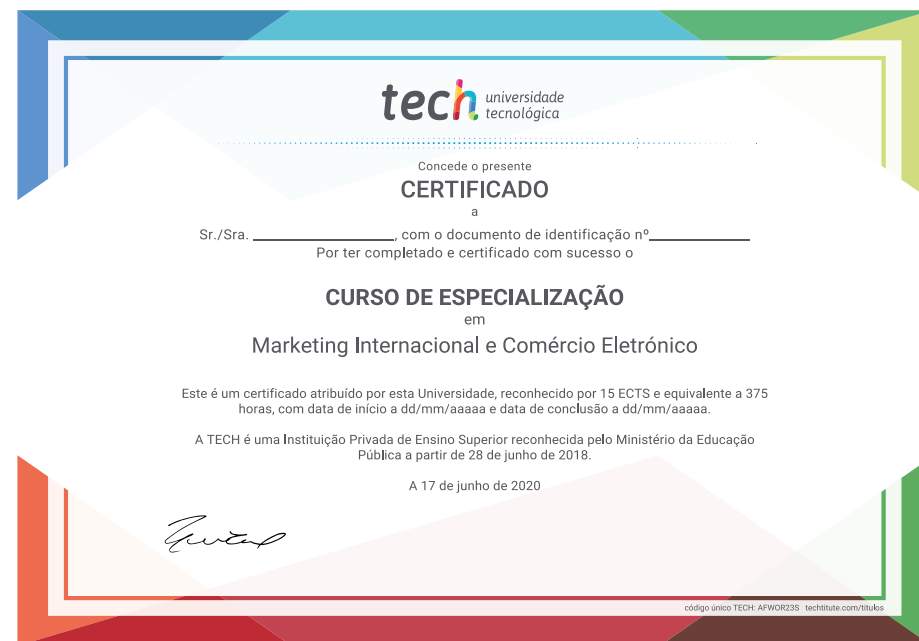 tech universidade
tecnológica
Concede o presente
CERTIFICADO
a
Sr./Sra. ____________________, com o documento de identificação nº______________
Por ter completado e certificado com sucesso o
CURSO DE ESPECIALIZAÇÃO
em
Marketing Internacional e Comércio Eletrónico
Este é um certificado atribuído por esta Universidade, reconhecido por 15 ECTS e equivalente a 375
horas, com data de início a dd/mm/aaaaa e data de conclusão a dd/mm/aaaaa.
A TECH é uma Instituição Privada de Ensino Superior reconhecida pelo Ministério da Educação
Pública a partir de 28 de junho de 2018.
A 17 de junho de 2020
código único TECH: AFWOR23S techtitute.com/titulos